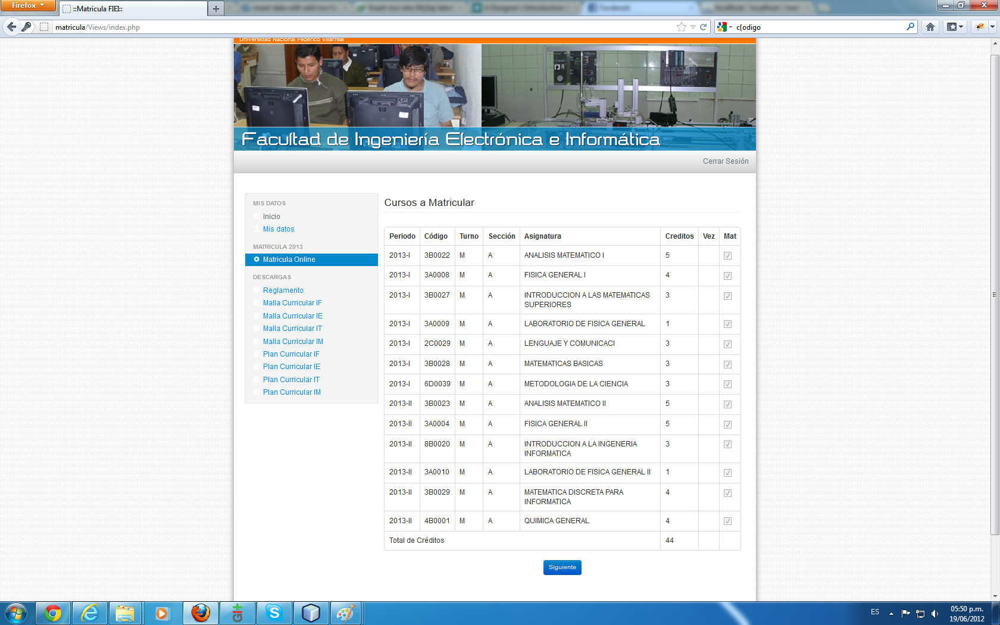 Firefox
::Matricula FIEI::
matricula/Views/index.php
c{odigo
Universidad Nacional Federico Villarreal
Facultad de Ingeniería Electrónica e Informática
Cerrar Sesión
MIS DATOS
Inicio
Mis datos
MATRICULA 2013
Matricula Online
DESCARGAS
Reglamento
Malla Curricular IF
Malla Curricular IE
Malla Curricular IT
Malla Curricular IM
Plan Curricular IF
Plan Curricular IE
Plan Curricular IT
Plan Curricular IM
Cursos a Matricular
Periodo Código Turno Sección Asignatura Creditos Vez Mat
2013-I 3B0022 M A ANALISIS MATEMATICO I 5
2013-I 3A0008 M A FISICA GENERAL I 4
2013-I 3B0027 M A INTRODUCCION A LAS MATEMATICAS 3
SUPERIORES
2013-I 3A0009 M A LABORATORIO DE FISICA GENERAL 1
2013-I 2C0029 M A LENGUAJE Y COMUNICACI 3
2013-I 3B0028 M A MATEMATICAS BASICAS 3
2013-I 6D0039 M A METODOLOGIA DE LA CIENCIA 3
2013-II 3B0023 M A ANALISIS MATEMATICO II 5
2013-II 3A0004 M A FISICA GENERAL II 5
2013-II 8B0020 M A INTRODUCCION A LA INGENERIA 3
INFORMATICA
2013-II 3A0010 M A LABORATORIO DE FISICA GENERAL II 1
2013-II 3B0029 M A MATEMATICA DISCRETA PARA 4
INFORMATICA
2013-II 4B0001 M A QUIMICA GENERAL 4
Total de Créditos 44
Siguiente
git
ES
05:50 p.m.
19/06/2012